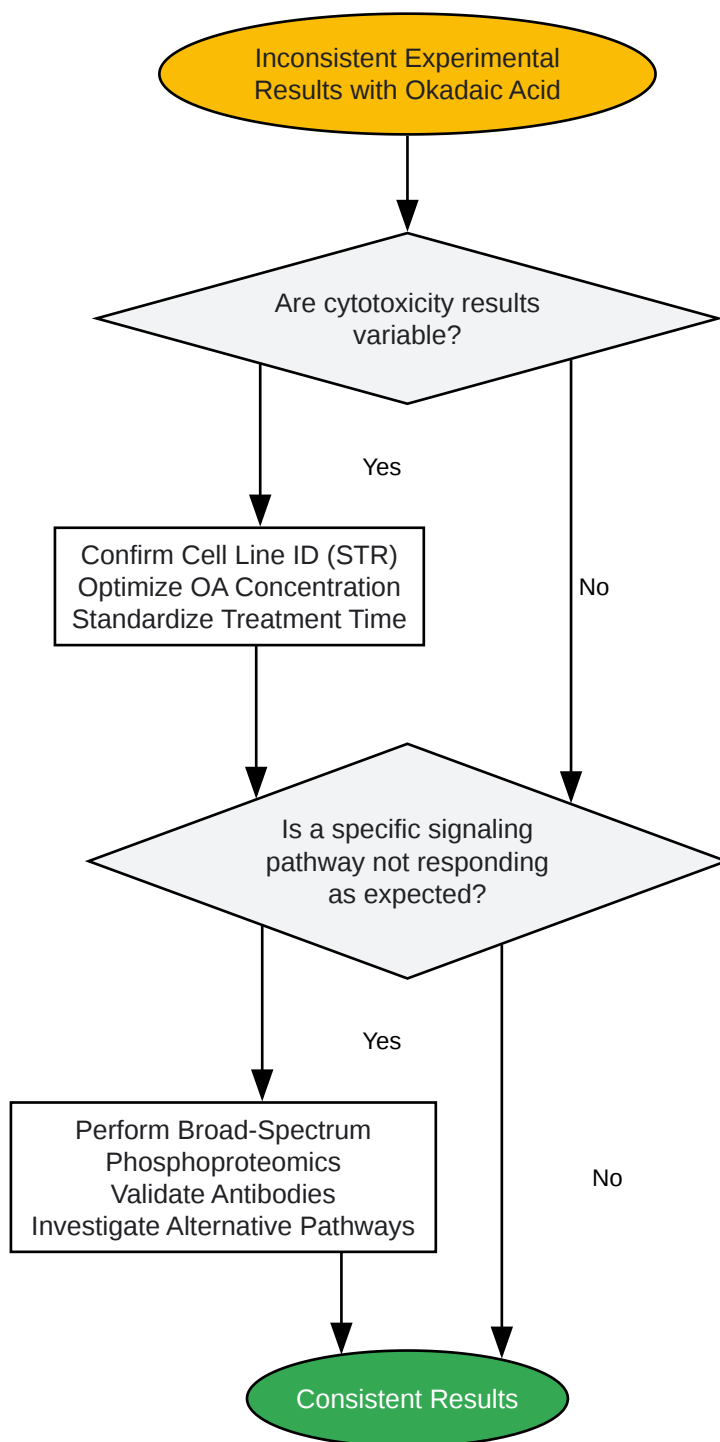 Inconsistent Experimental
Results with Okadaic Acid
Are cytotoxicity results
variable?
Yes
Confirm Cell Line ID (STR)
Optimize OA Concentration
Standardize Treatment Time
No
Is a specific signaling
pathway not responding
as expected?
Yes
Perform Broad-Spectrum
Phosphoproteomics
Validate Antibodies
Investigate Alternative Pathways
No
Consistent Results